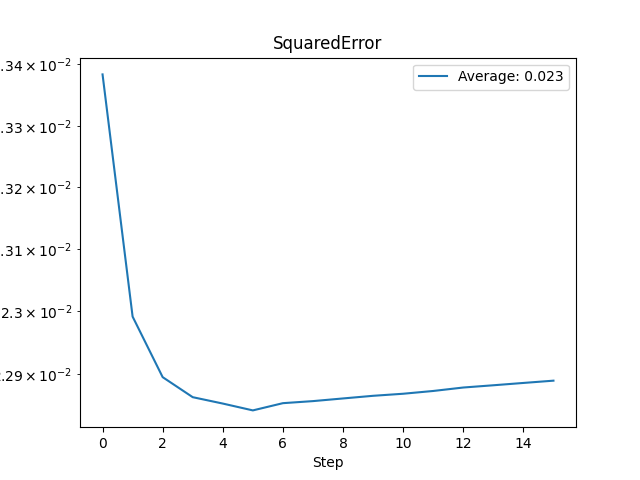 SquaredError
Average: 0.023
.34 × 10⁻²
.33 × 10⁻²
.32 × 10⁻²
.31 × 10⁻²
2.3 × 10⁻²
.29 × 10⁻²
0 2 4 6 8 10 12 14
Step